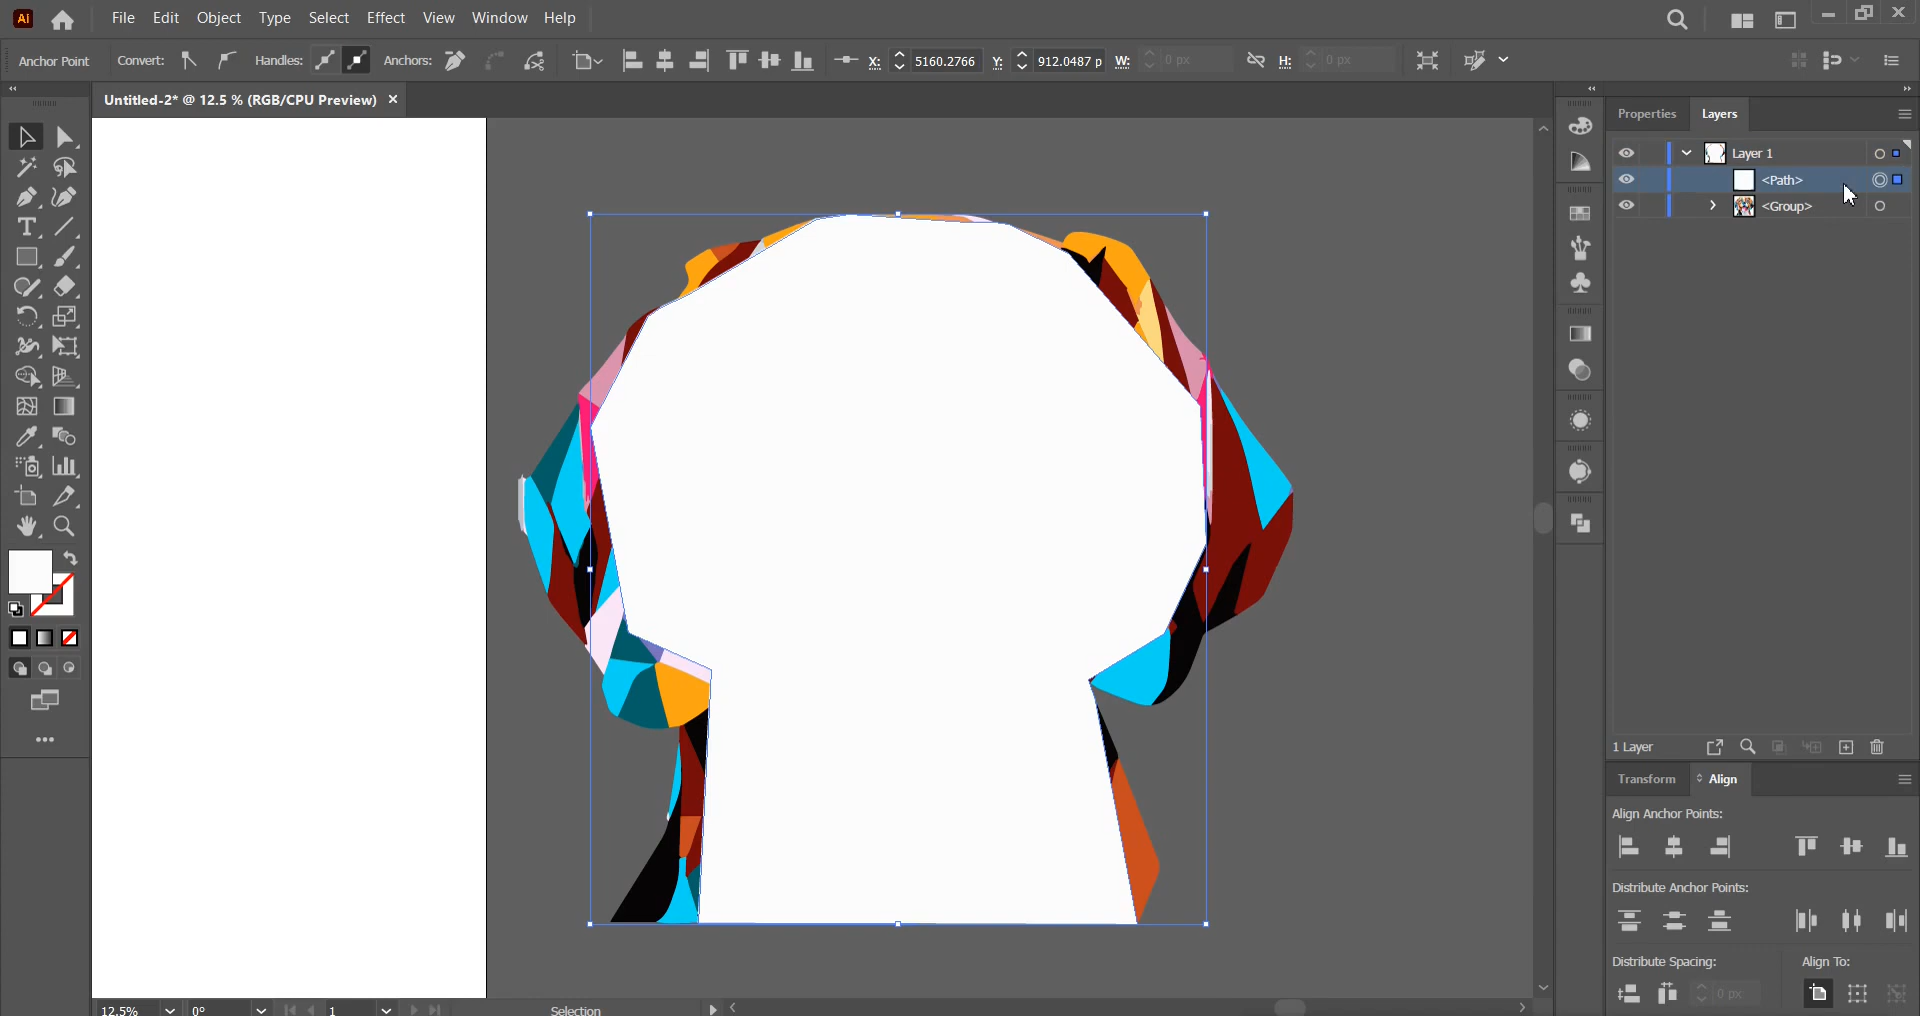 Ai File Edit Object Type Select Effect View Window Help
Anchor Point Convert: Handles: Anchors: X: 5160.2766 Y: 912.0487 p W: 0 px H: 0 px
Untitled-2* @ 12.5 % (RGB/CPU Preview) ×
Properties Layers
Layer 1
<Path>
<Group>
1 Layer
Transform Align
Align Anchor Points:
Distribute Anchor Points:
Distribute Spacing: Align To:
0 px
12.5% 0° 1 Selection